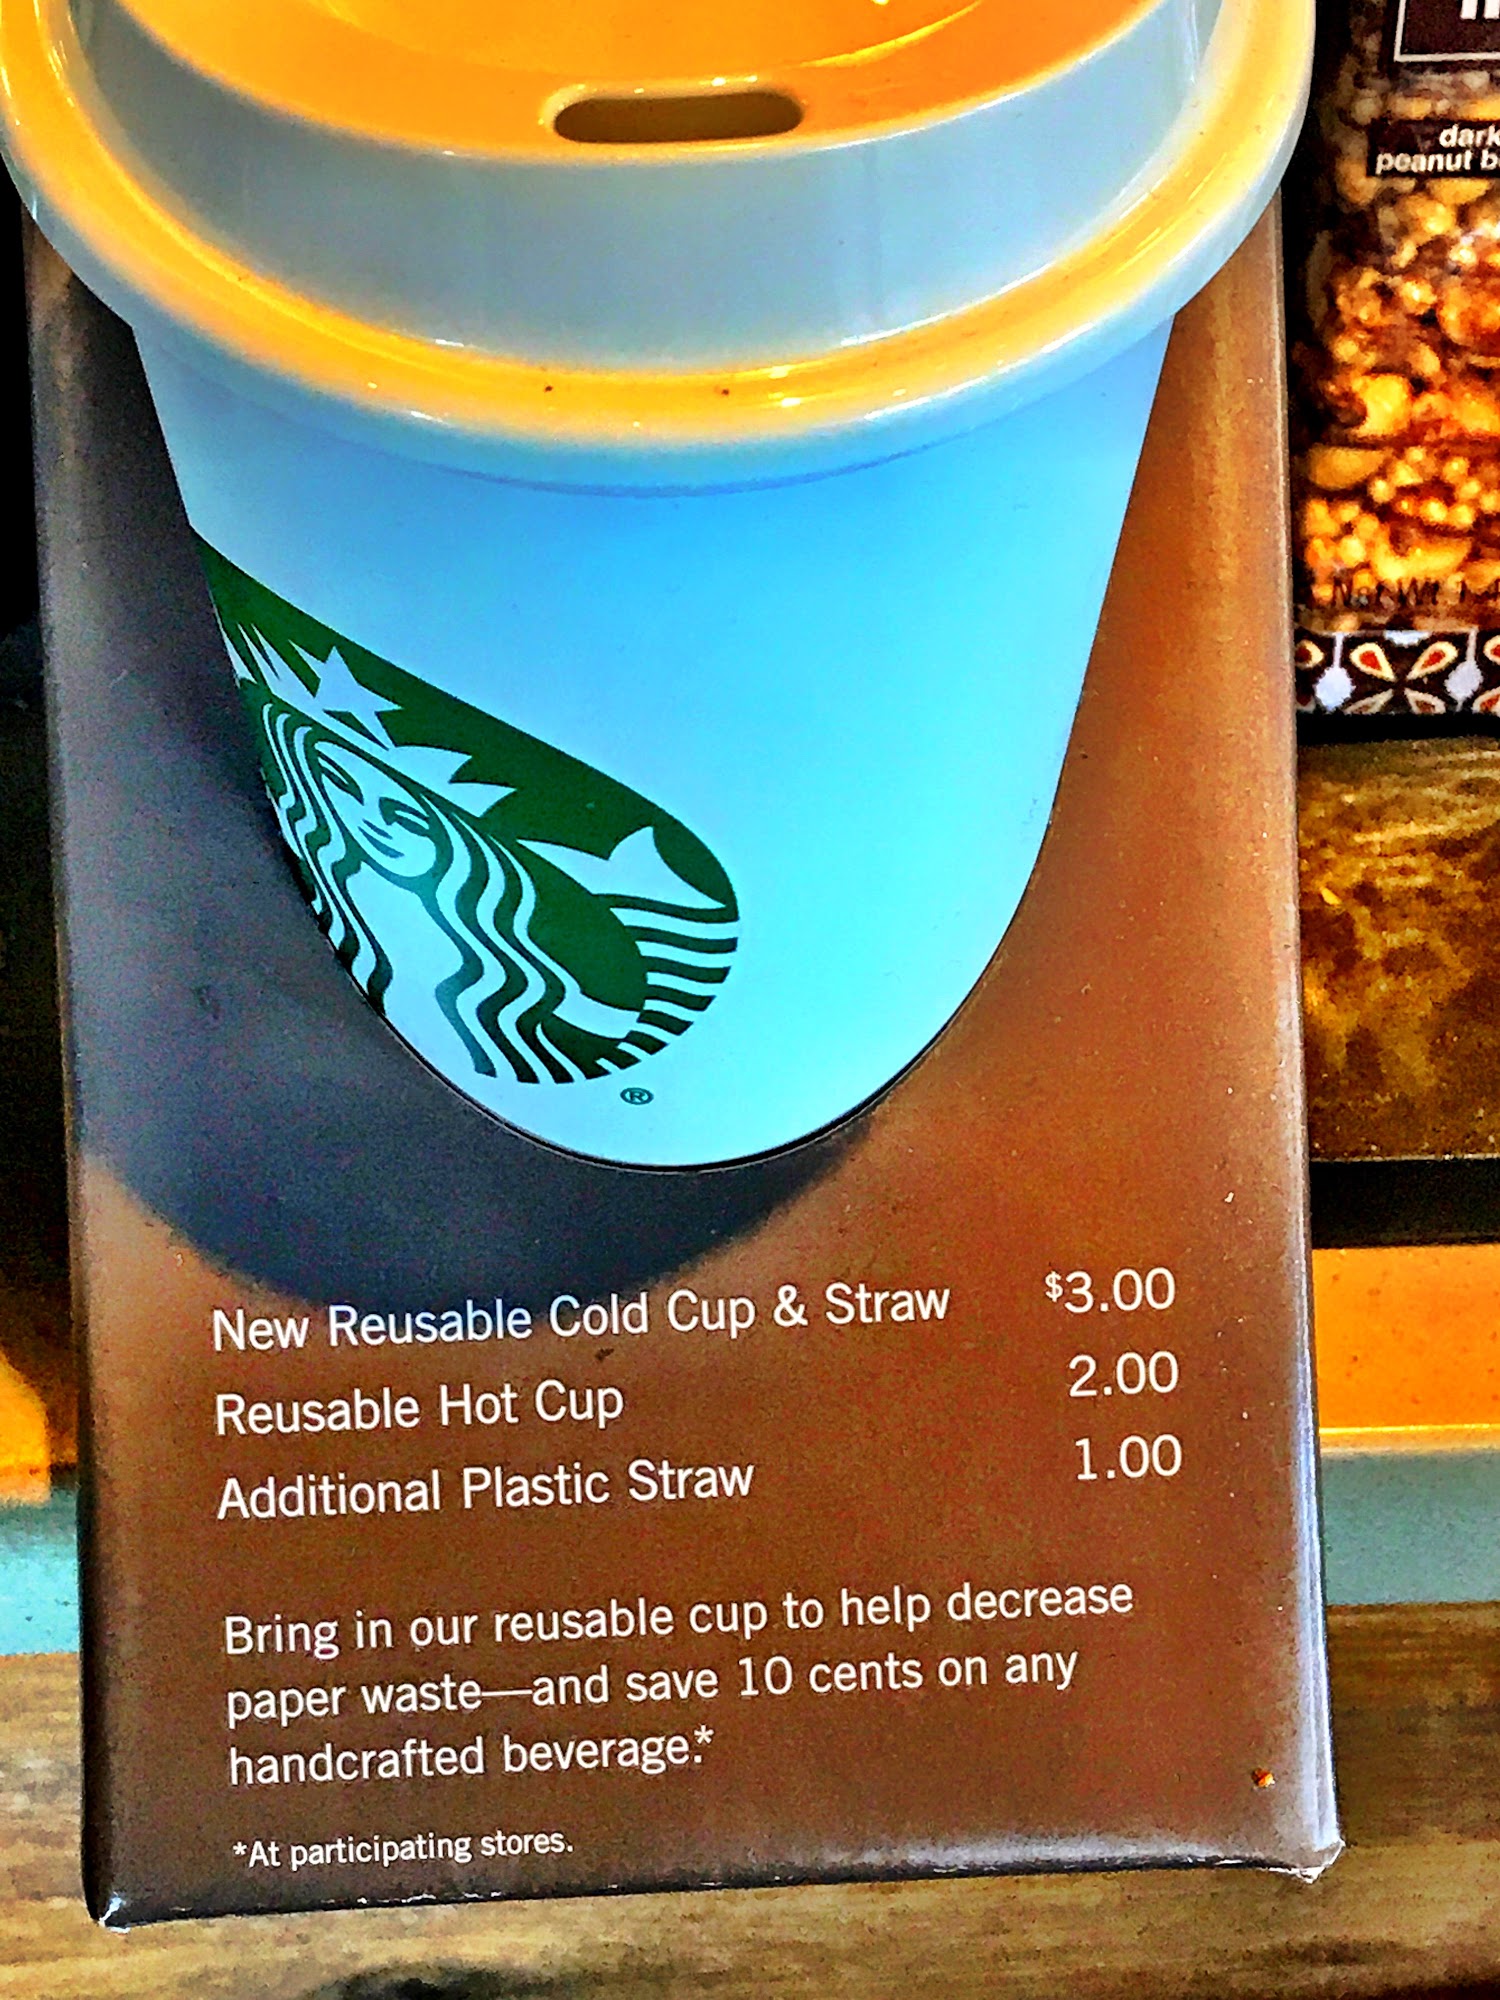 dark
peanut
Net Wt.
®
New Reusable Cold Cup & Straw $3.00
Reusable Hot Cup 2.00
Additional Plastic Straw 1.00
Bring in our reusable cup to help decrease
paper waste—and save 10 cents on any
handcrafted beverage.*
*At participating stores.